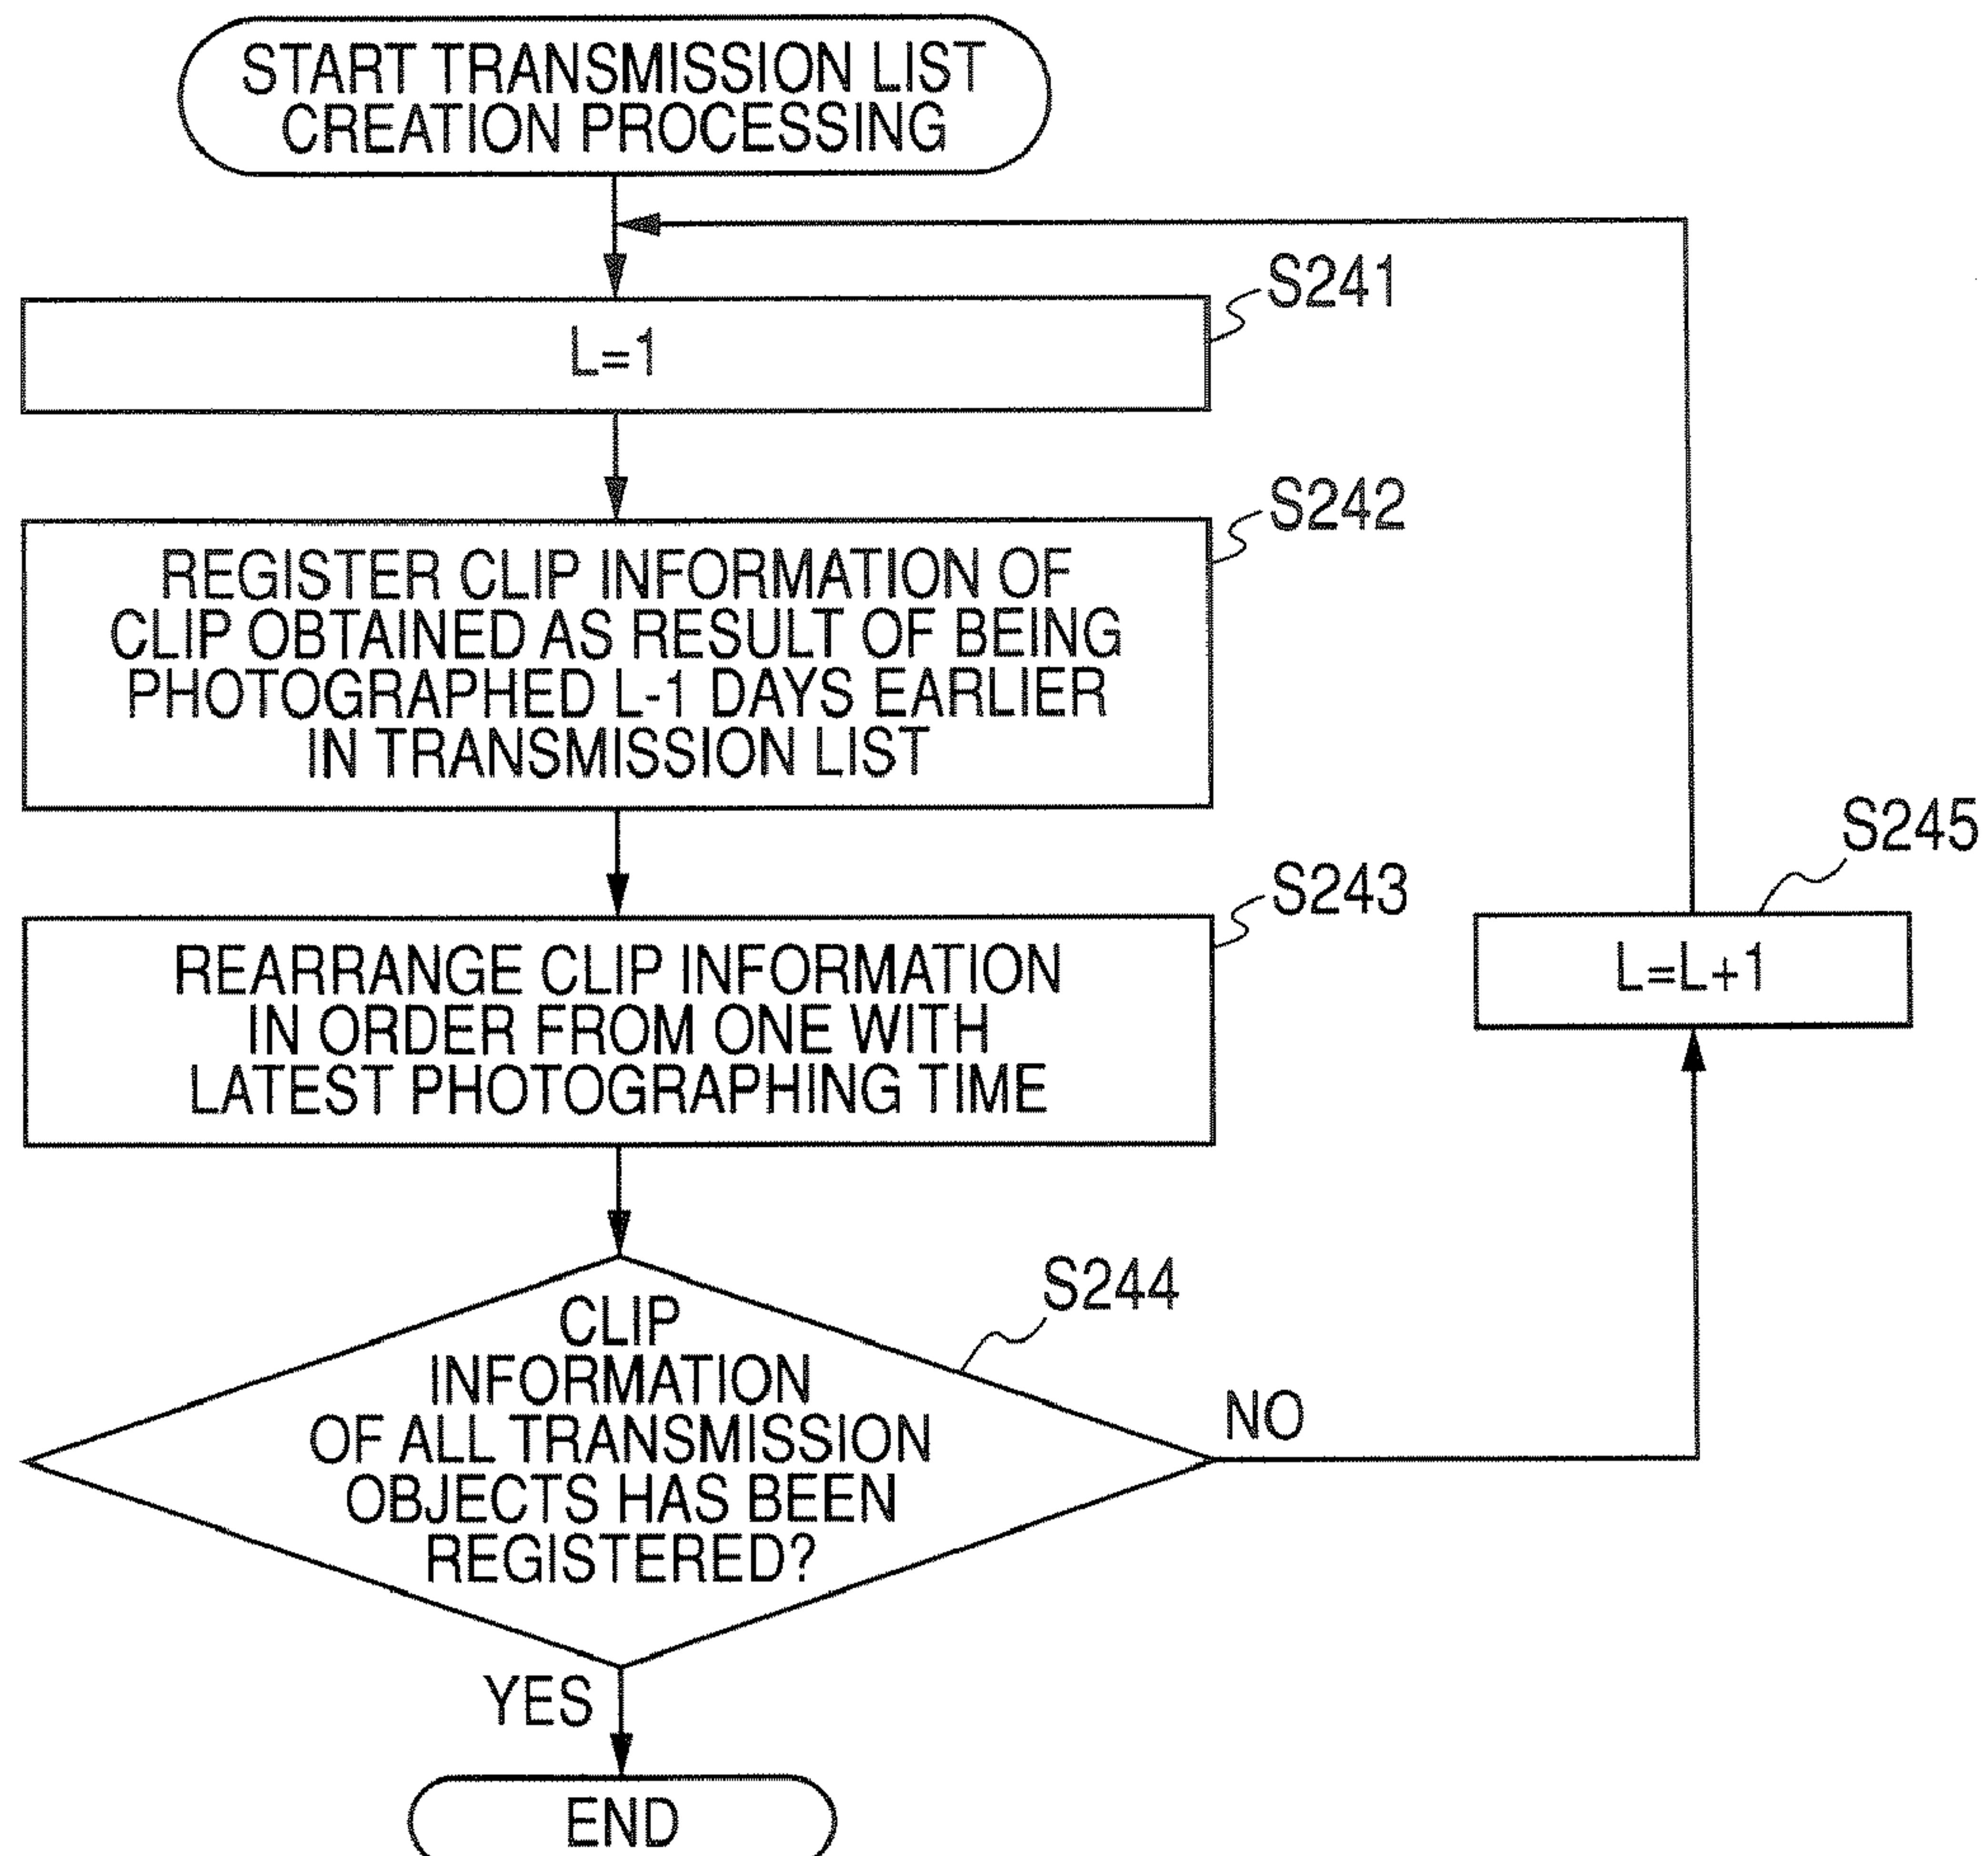 START TRANSMISSION LIST
CREATION PROCESSING
S241
L=1
S242
REGISTER CLIP INFORMATION OF
CLIP OBTAINED AS RESULT OF BEING
PHOTOGRAPHED L-1 DAYS EARLIER
IN TRANSMISSION LIST
S243
REARRANGE CLIP INFORMATION
IN ORDER FROM ONE WITH
LATEST PHOTOGRAPHING TIME
S245
L=L+1
S244
CLIP
INFORMATION
OF ALL TRANSMISSION
OBJECTS HAS BEEN
REGISTERED?
NO
YES
END